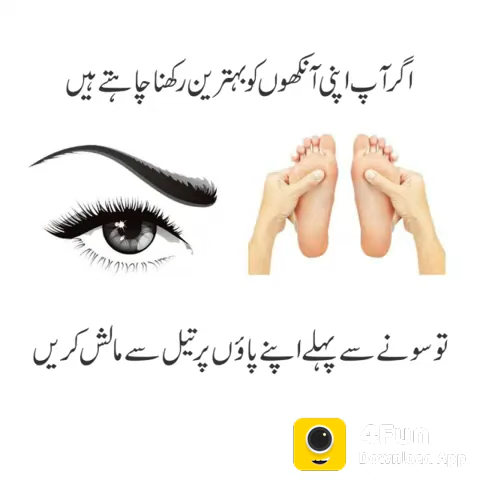 اگر آپ اپنی آنکھوں کو بہترین رکھنا چاہتے ہیں
تو سونے سے پہلے اپنے پاؤں پر تیل سے مالش کریں
2Fun
Download App